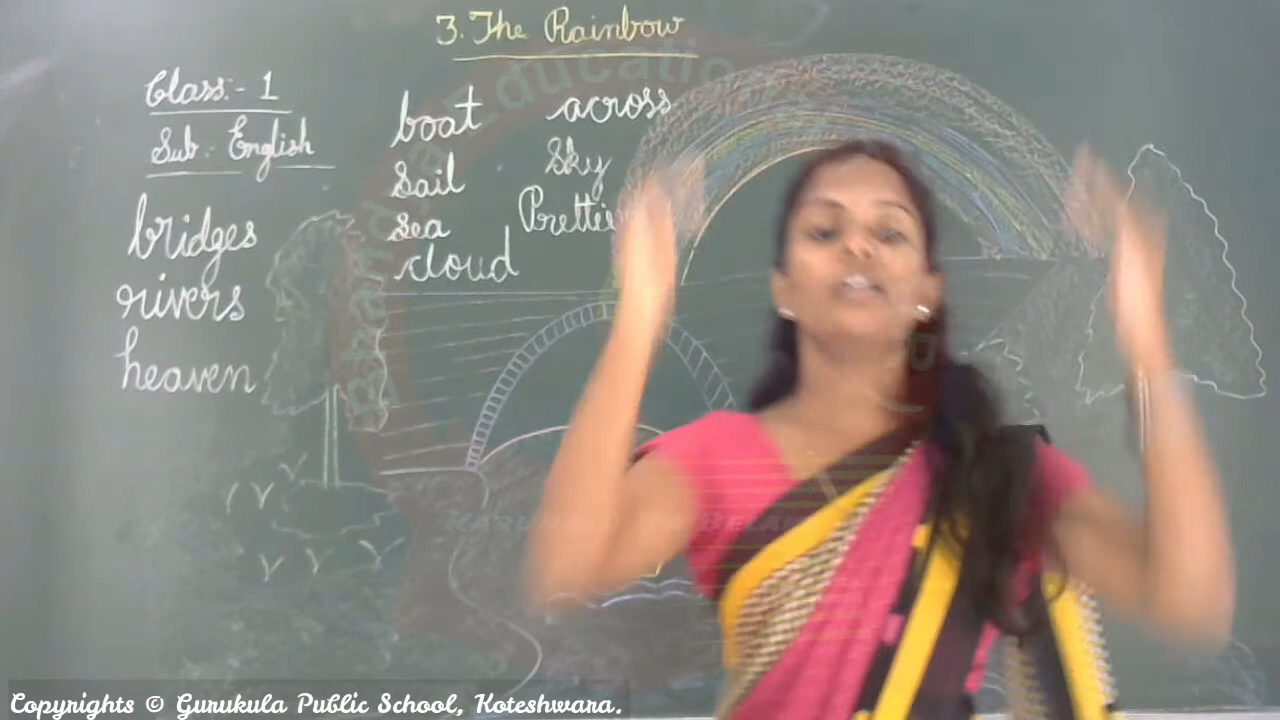 3. The Rainbow
Class:- 1
Sub: English
bridges
rivers
heaven
boat
Sail
sea
cloud
across
Sky
Copyrights © Gurukula Public School, Koteshwara.